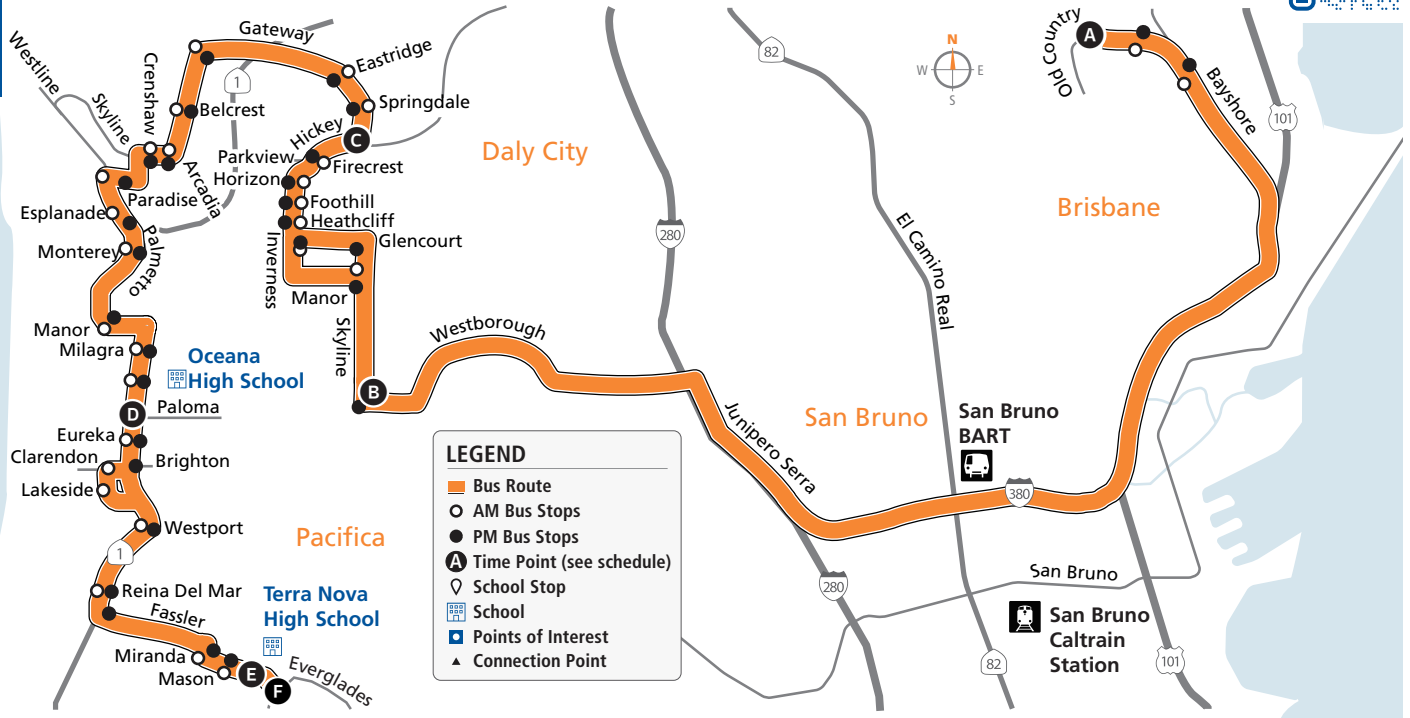 Gateway
Westline
Skyline
Crenshaw
1
Eastridge
Belcrest
Springdale
Hickey
C
Parkview
Firecrest
Horizon
Arcadia
Paradise
Foothill
Esplanade
Heathcliff
Palmetto
Monterey
Inverness
Glencourt
Manor
Manor
Milagra
Skyline
Oceana
High School
B
Westborough
D
Paloma
Eureka
Clarendon
Brighton
Lakeside
Westport
1
Reina Del Mar
Fassler
Terra Nova
High School
Miranda
Mason
E
F
Everglades
Daly City
Pacifica
82
280
N
W
E
S
Old Country
A
Bayshore
101
Brisbane
El Camino Real
San Bruno
San Bruno
BART
Junipero Serra
380
280
San Bruno
San Bruno
Caltrain
Station
82
101
LEGEND
Bus Route
AM Bus Stops
PM Bus Stops
A Time Point (see schedule)
School Stop
School
Points of Interest
Connection Point